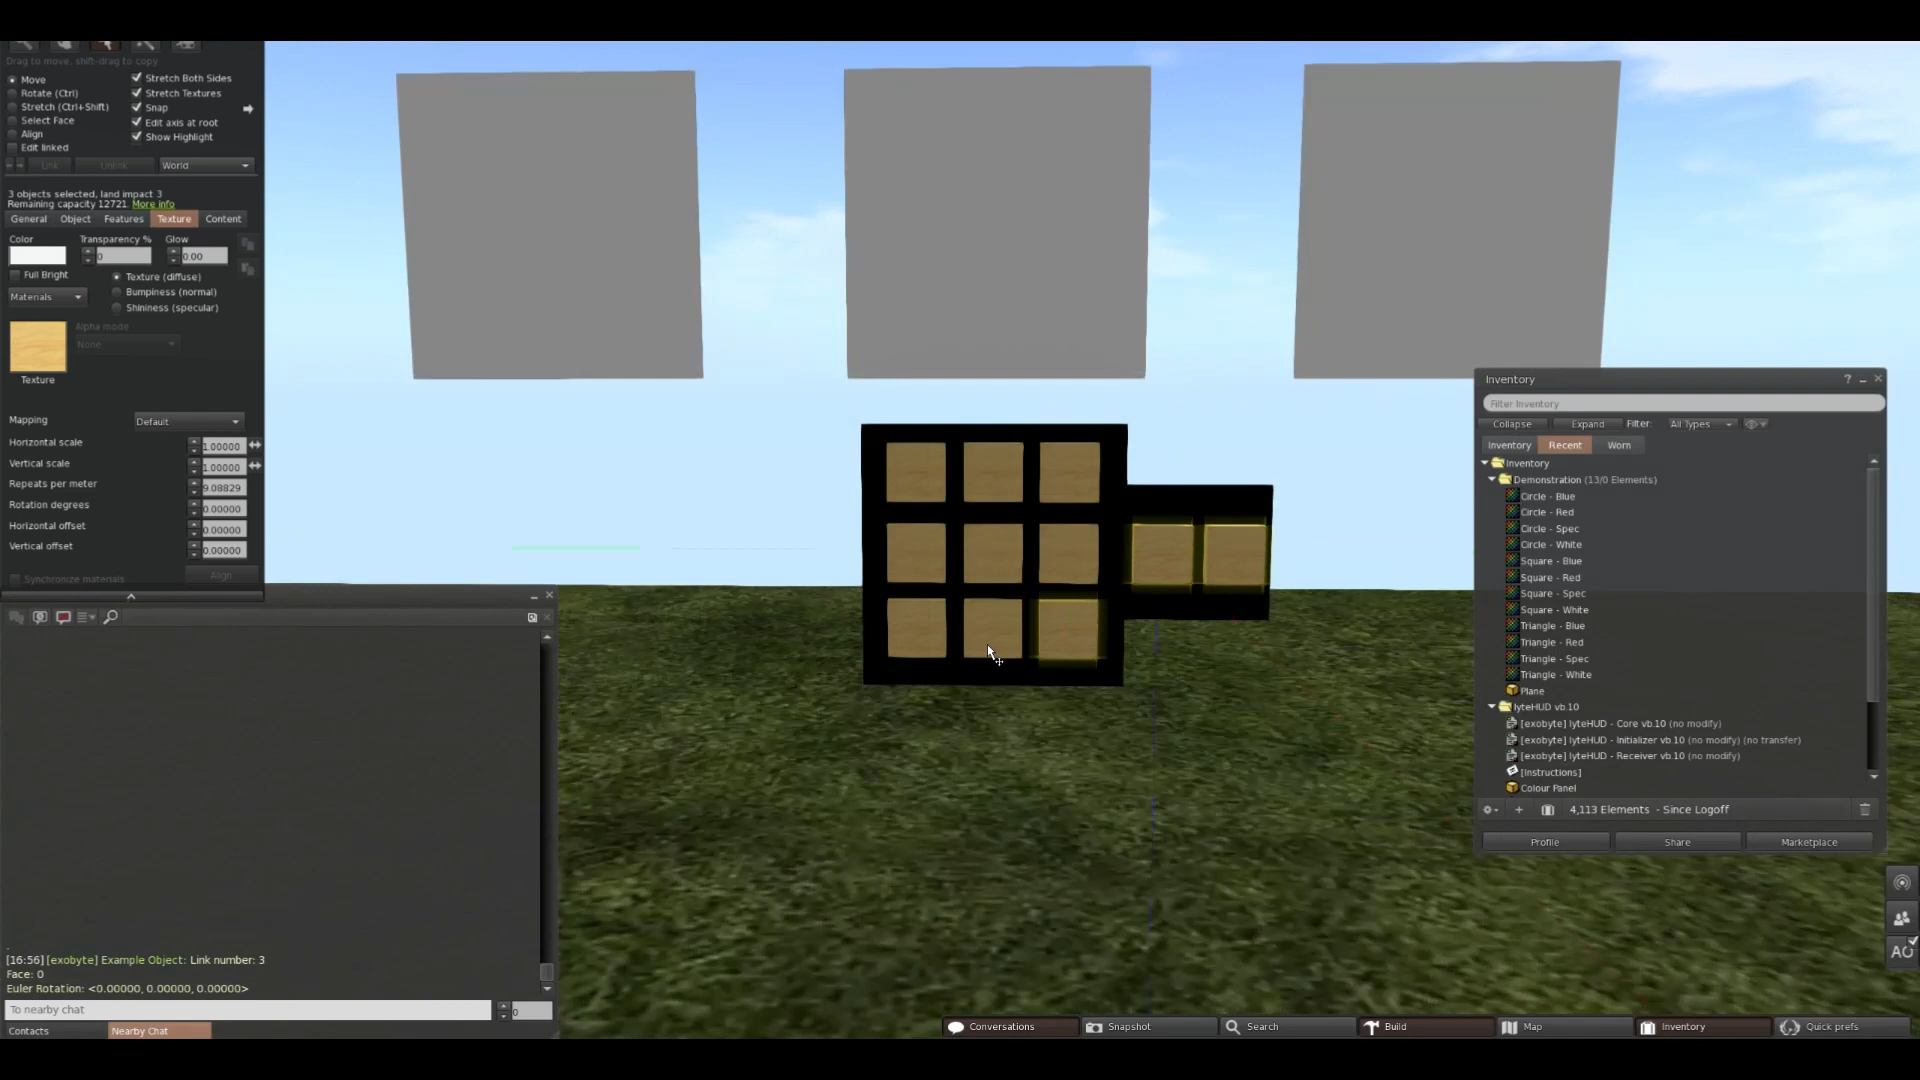 Drag to move, shift-drag to copy
Move
Rotate (Ctrl)
Stretch (Ctrl+Shift)
Select Face
Align
Edit linked
Stretch Both Sides
Stretch Textures
Snap
Edit axis at root
Show Highlight
Link
Unlink
World
3 objects selected, land impact 3
Remaining capacity 12721. More info
General
Object
Features
Texture
Content
Color
Transparency %
Glow
0
0.00
Full Bright
Texture (diffuse)
Bumpiness (normal)
Shininess (specular)
Materials
Alpha mode
None
Texture
Mapping
Default
Horizontal scale
1.00000
Vertical scale
1.00000
Repeats per meter
9.08829
Rotation degrees
0.00000
Horizontal offset
0.00000
Vertical offset
0.00000
Synchronize materials
Align
[16:56] [exobyte] Example Object: Link number: 3
Face: 0
Euler Rotation: <0.00000, 0.00000, 0.00000>
To nearby chat
0
Contacts
Nearby Chat
Inventory
?
Filter Inventory
Collapse
Expand
Filter:
All Types
Inventory
Recent
Worn
Inventory
Demonstration (13/0 Elements)
Circle - Blue
Circle - Red
Circle - Spec
Circle - White
Square - Blue
Square - Red
Square - Spec
Square - White
Triangle - Blue
Triangle - Red
Triangle - Spec
Triangle - White
Plane
lyteHUD vb.10
[exobyte] lyteHUD - Core vb.10 (no modify)
[exobyte] lyteHUD - Initializer vb.10 (no modify) (no transfer)
[exobyte] lyteHUD - Receiver vb.10 (no modify)
[Instructions]
Colour Panel
4,113 Elements - Since Logoff
Profile
Share
Marketplace
AO
Conversations
Snapshot
Search
Build
Map
Inventory
Quick prefs